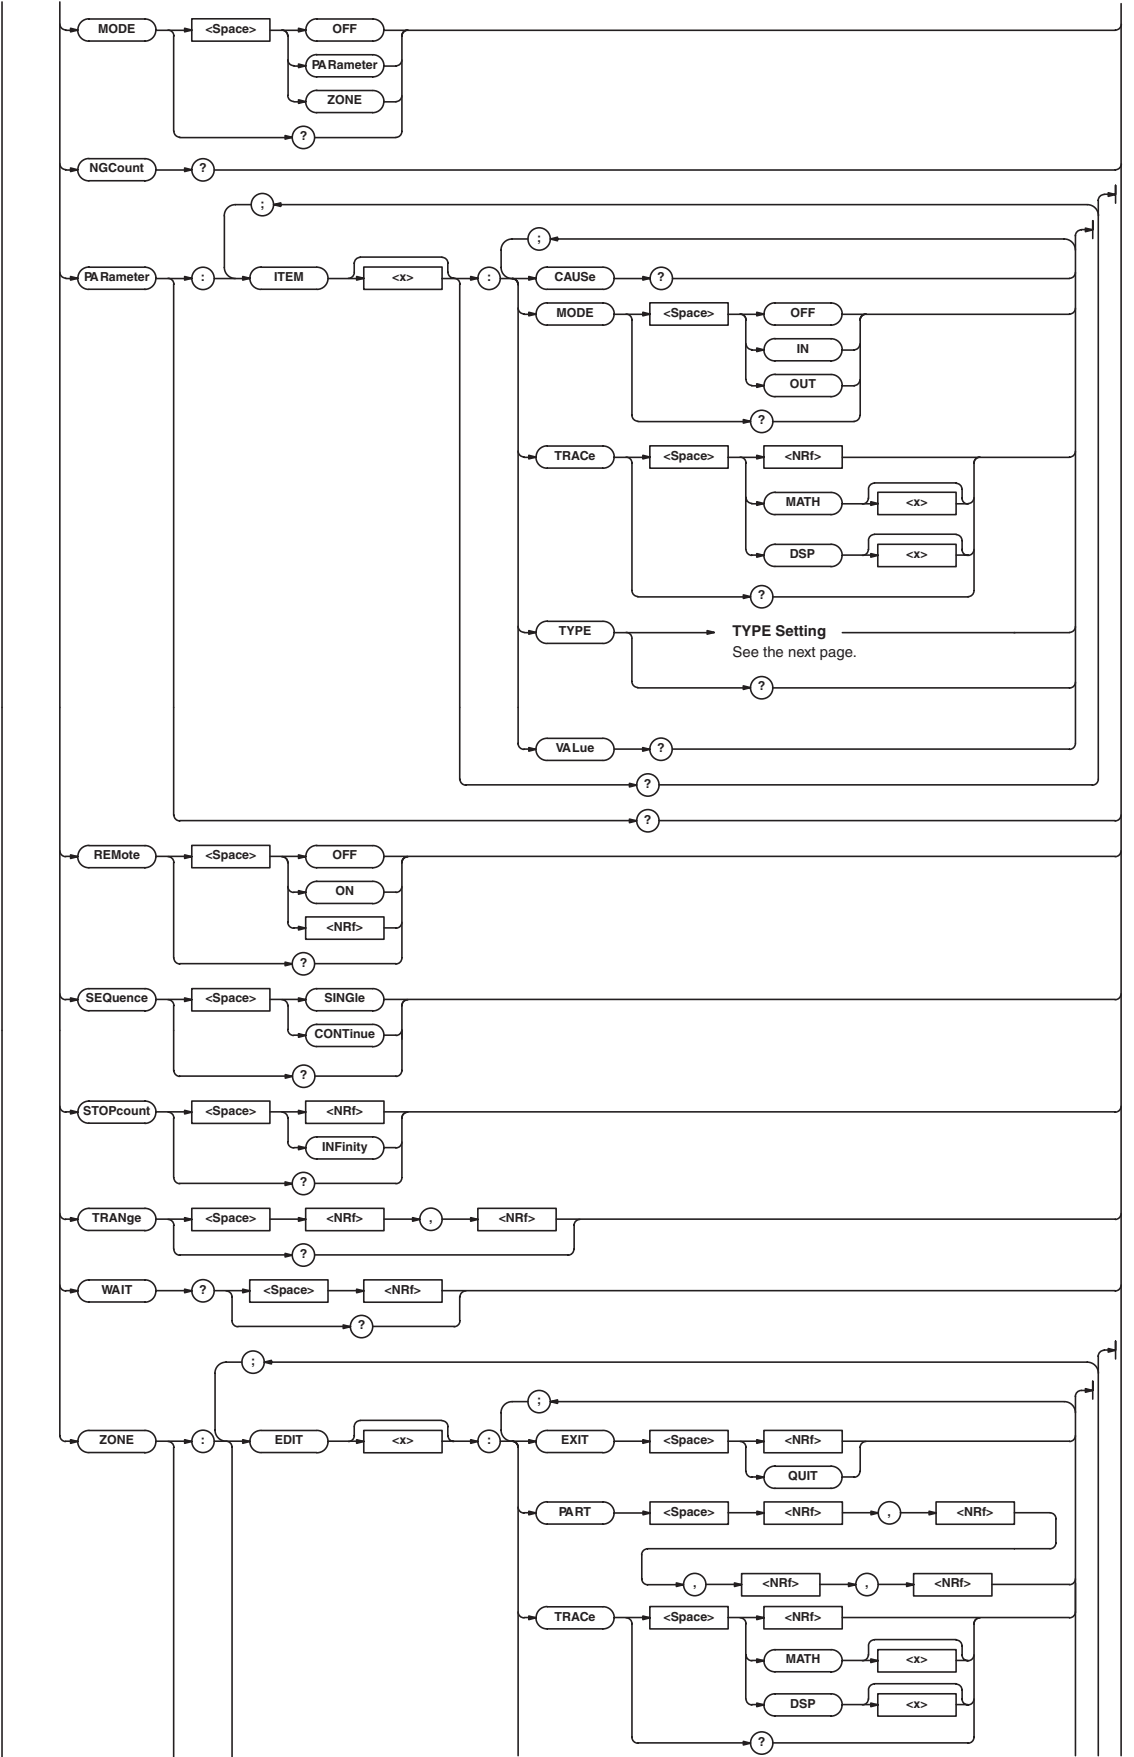 MODE <Space> OFF
PARameter
ZONE
?
NGCount ?
;
;
PARameter : ITEM <x> : CAUSe ?
MODE <Space> OFF
IN
OUT
?
TRACe <Space> <NRf>
MATH <x>
DSP <x>
?
TYPE TYPE Setting
See the next page.
?
VALue ?
?
?
REMote <Space> OFF
ON
<NRf>
?
SEQuence <Space> SINGle
CONTinue
?
STOPcount <Space> <NRf>
INFinity
?
TRANge <Space> <NRf> , <NRf>
?
WAIT ? <Space> <NRf>
?
;
;
ZONE : EDIT <x> : EXIT <Space> <NRf>
QUIT
PART <Space> <NRf> , <NRf>
, <NRf> , <NRf>
TRACe <Space> <NRf>
MATH <x>
DSP <x>
?